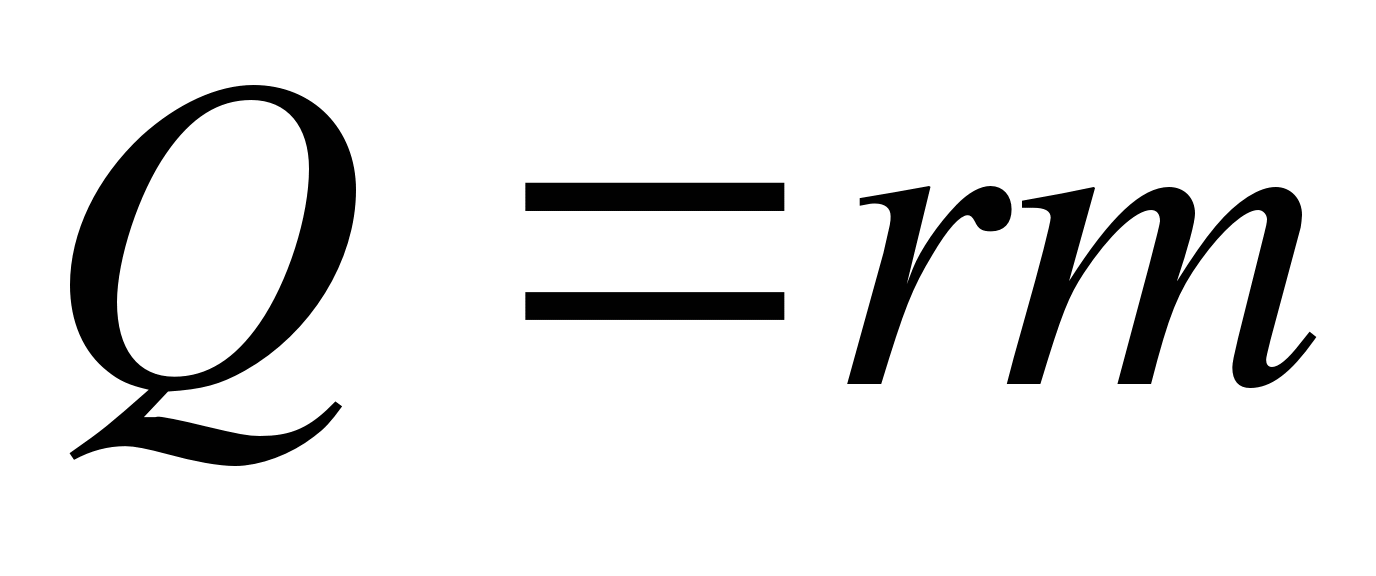 Q = rm